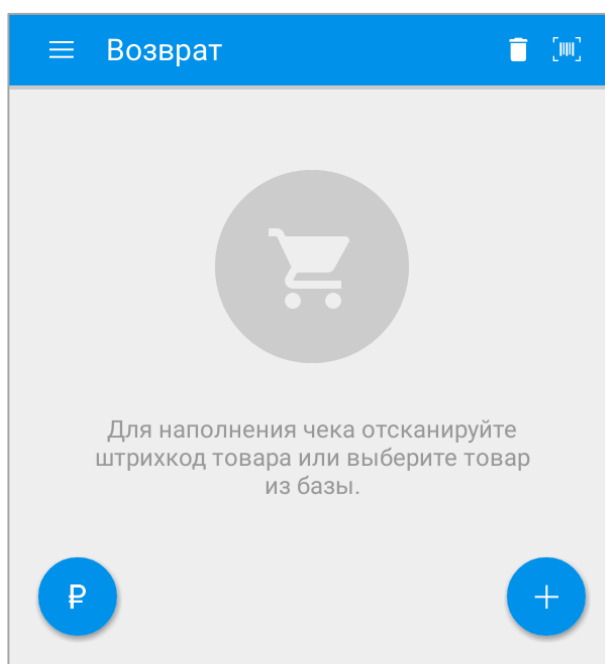 Возврат
Для наполнения чека отсканируйте
штрихкод товара или выберите товар
из базы.
₽